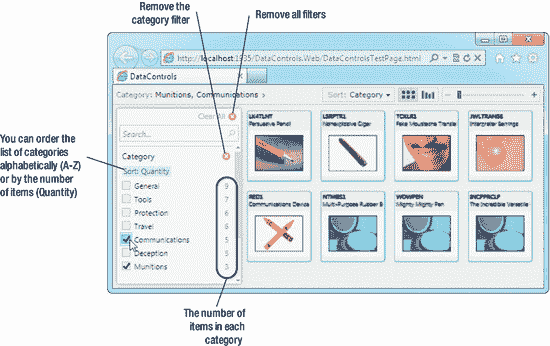 Remove the
category filter
Remove all filters
http://localhost:1935/DataControls.Web/DataControlsTestPage.html
DataControls
Category: Munitions, Communications
Sort: Category
Clear All
Search...
Category
Sort: Quantity
General 9
Tools 7
Protection 6
Travel 6
Communications 5
Deception 3
Munitions 3
You can order the
list of categories
alphabetically (A-Z)
or by the number
of items (Quantity)
LK4TLNT
Persuasive Pencil
LSRPTR1
Nonexplosive Cigar
TCKLR1
Fake Moustache Transla
JWLTRANS6
Interpreter Earrings
RED1
Communications Device
NTMBS1
Multi-Purpose Rubber B
WOWPEN
Mighty Mighty Pen
INCPPRCLP
The Incredible Versatile
The number of
items in each
category